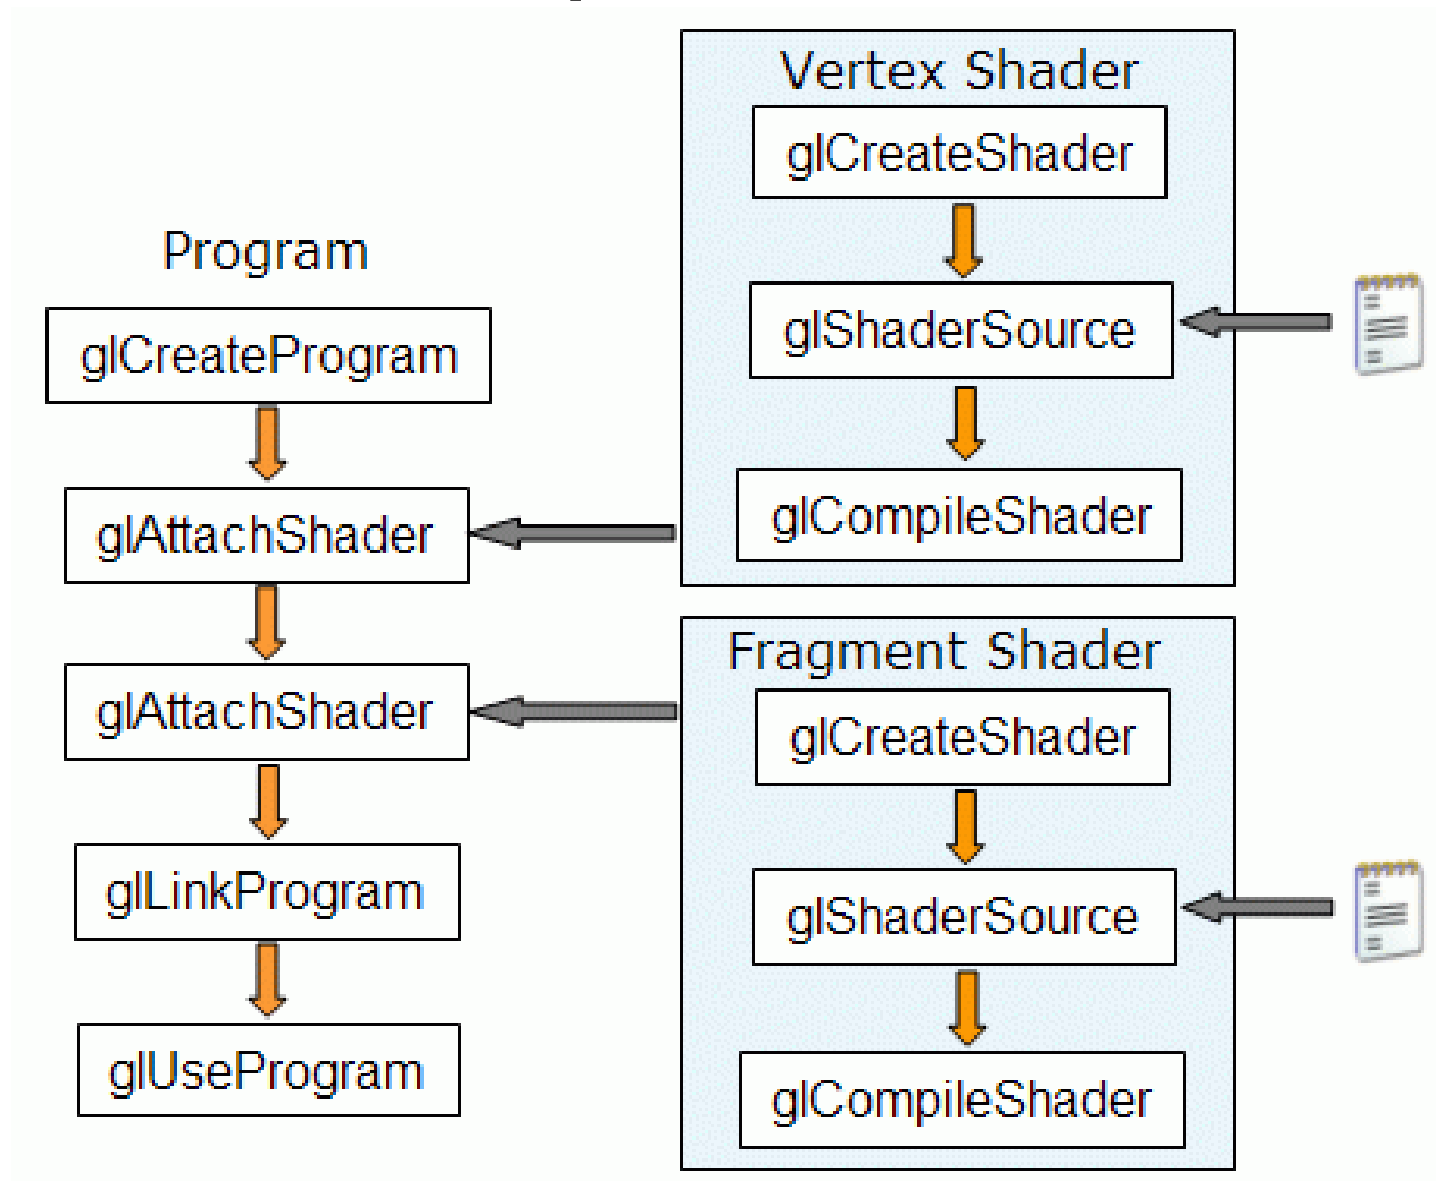 Program
glCreateProgram
glAttachShader
glAttachShader
glLinkProgram
glUseProgram
Vertex Shader
glCreateShader
glShaderSource
glCompileShader
Fragment Shader
glCreateShader
glShaderSource
glCompileShader